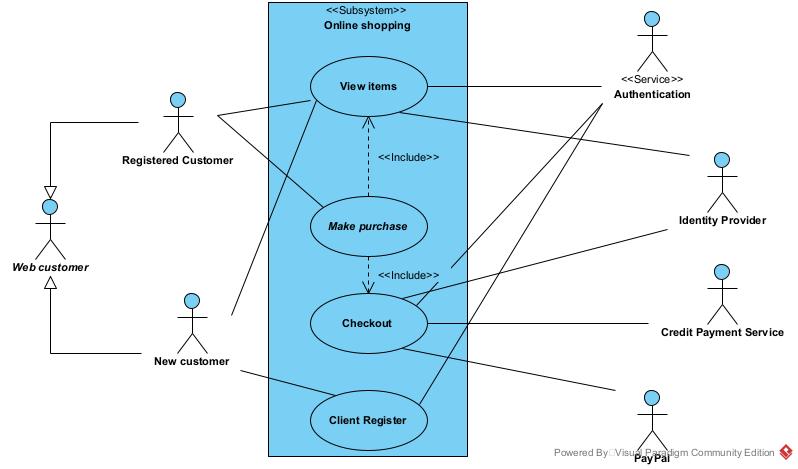 <<Subsystem>>
Online shopping
View items
<<Service>>
Authentication
Registered Customer
<<Include>>
Identity Provider
Make purchase
Web customer
<<Include>>
Checkout
Credit Payment Service
New customer
Client Register
Powered By Visual Paradigm Community Edition
PayPal